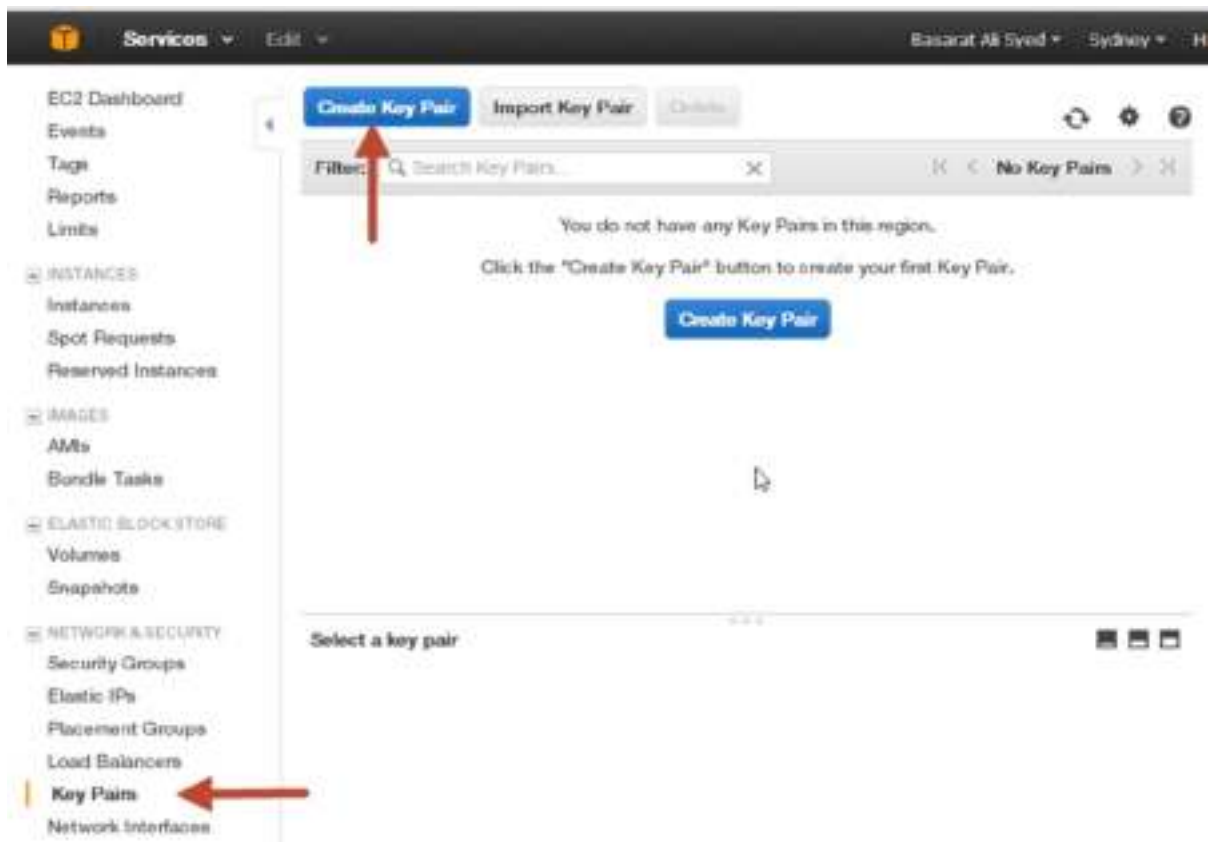 Services Edit Basarat Ali Syed Sydney H
EC2 Dashboard
Events
Tags
Reports
Limits
INSTANCES
Instances
Spot Requests
Reserved Instances
IMAGES
AMIs
Bundle Tasks
ELASTIC BLOCK STORE
Volumes
Snapshots
NETWORK & SECURITY
Security Groups
Elastic IPs
Placement Groups
Load Balancers
Key Pairs
Network Interfaces
Create Key Pair Import Key Pair Delete
Filter: Search Key Pairs... No Key Pairs
You do not have any Key Pairs in this region.
Click the "Create Key Pair" button to create your first Key Pair.
Create Key Pair
Select a key pair